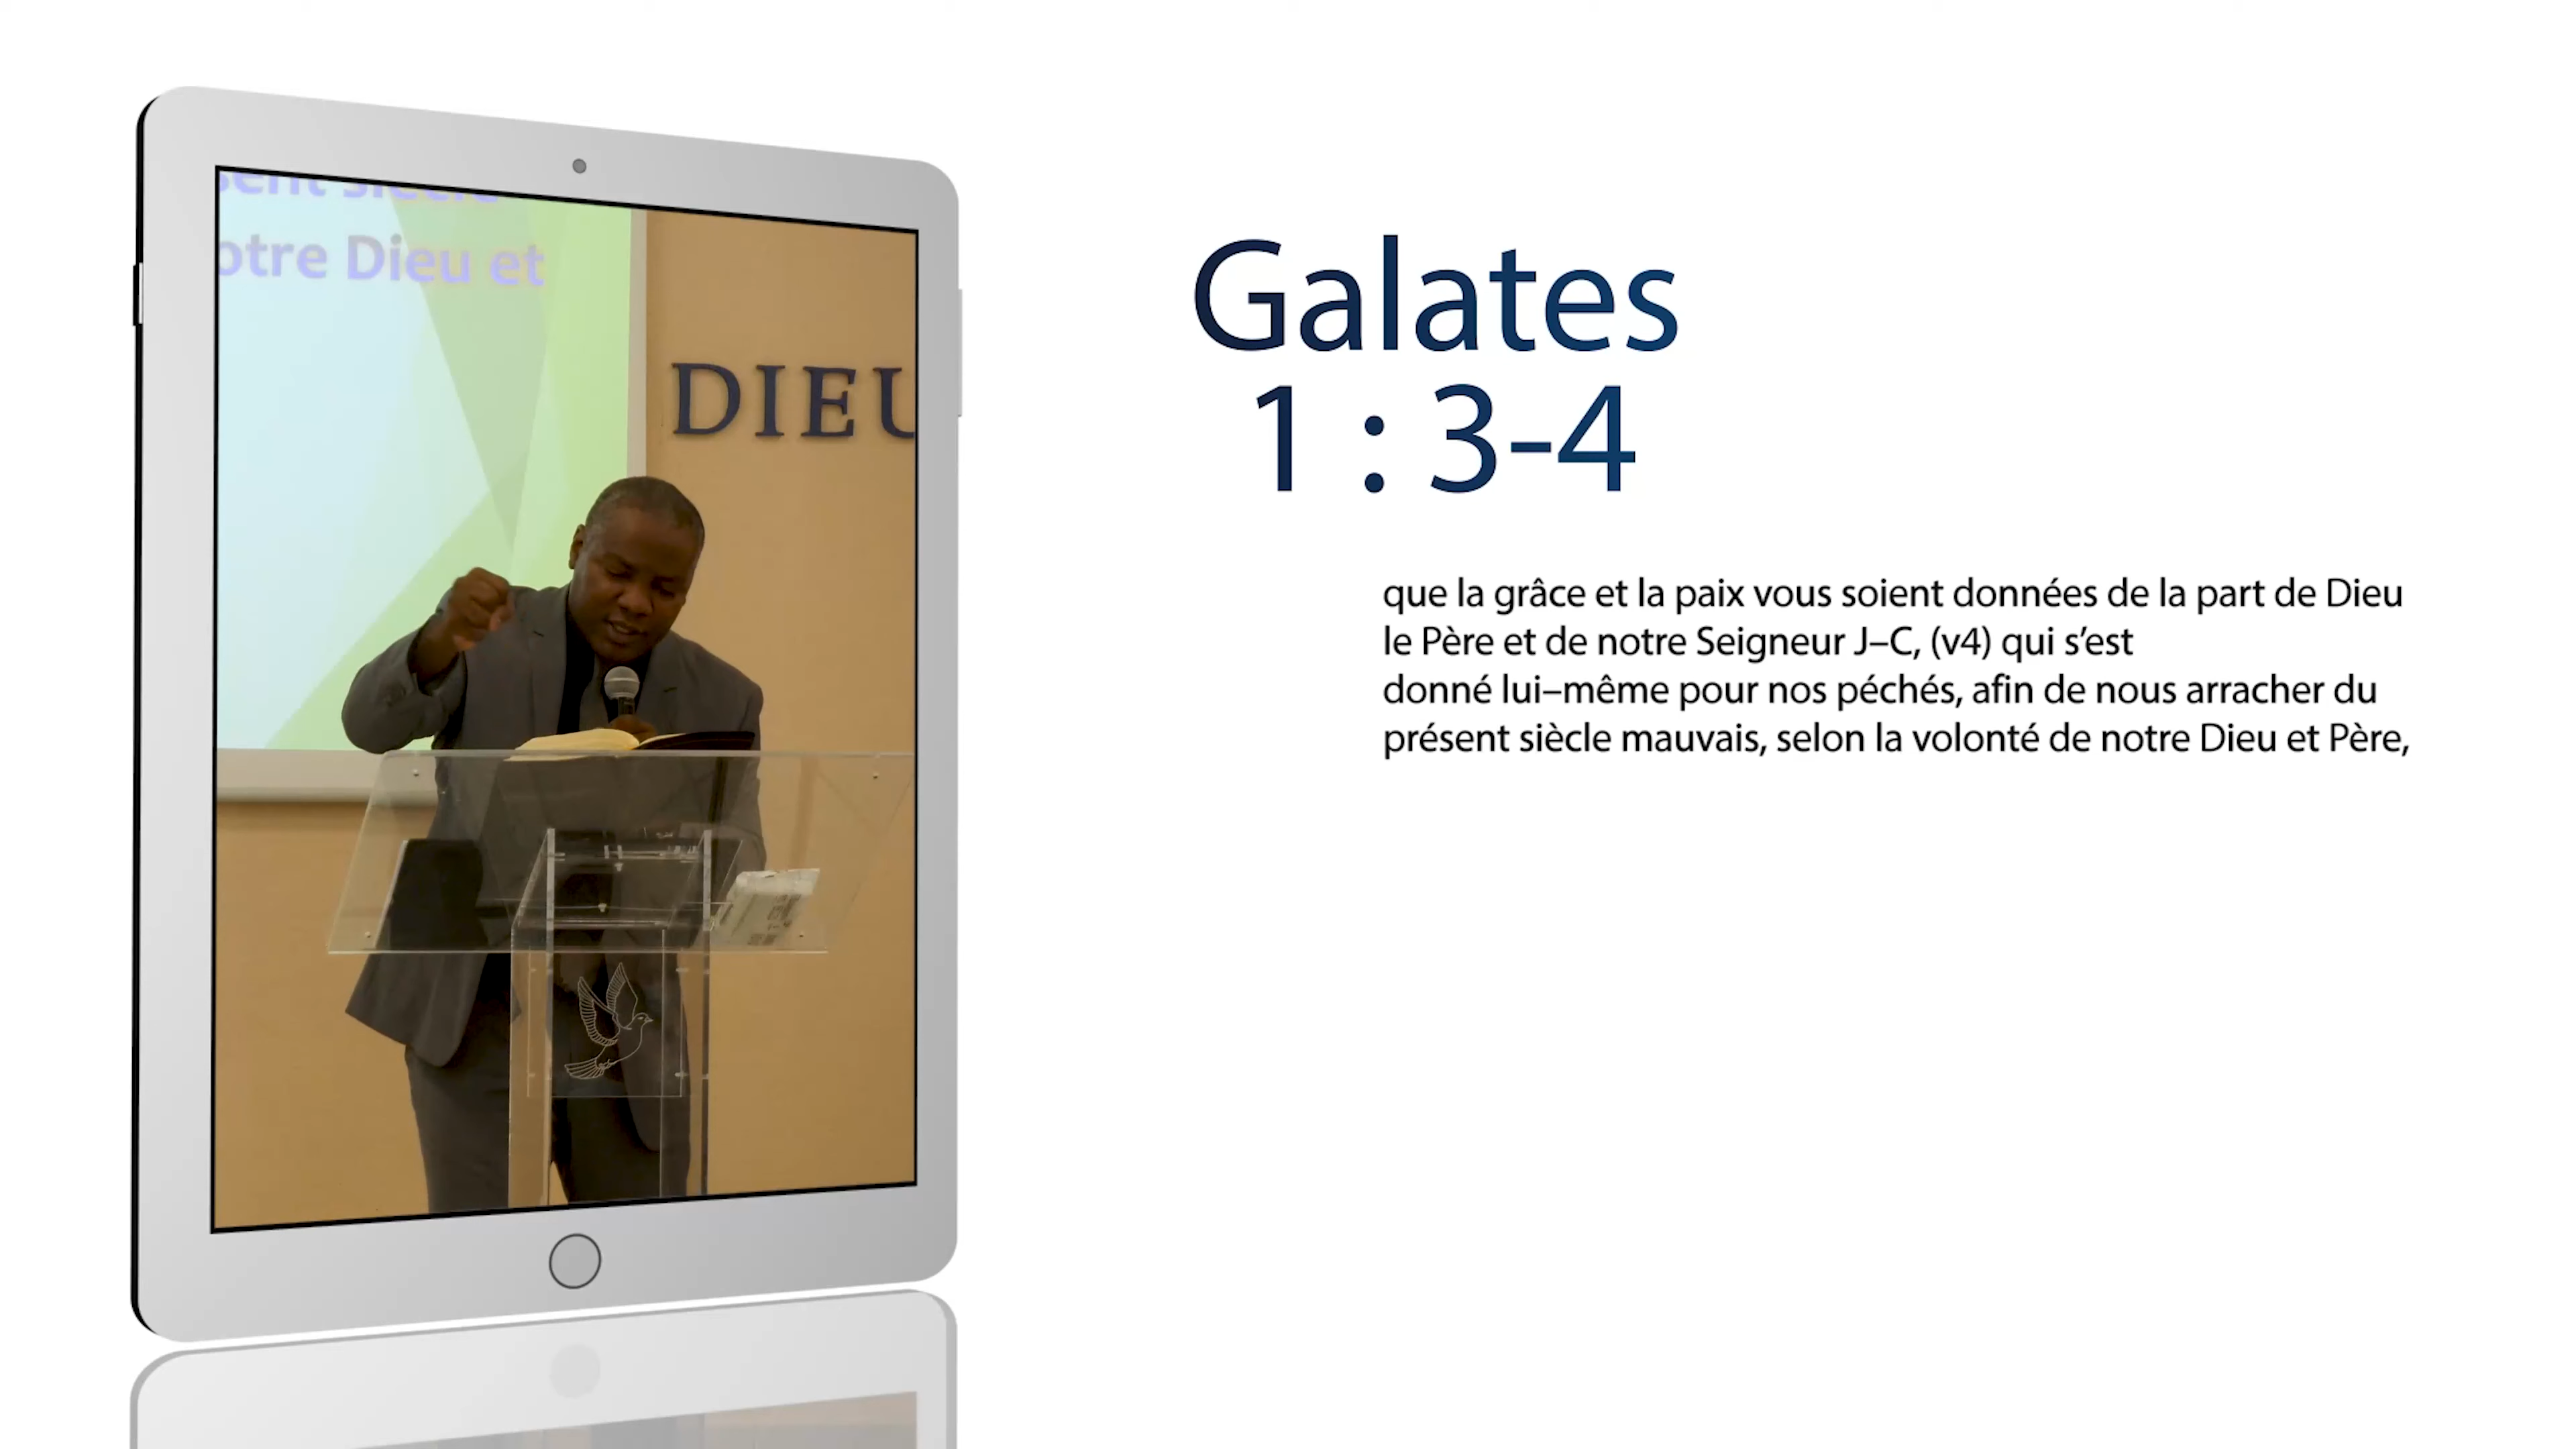 otre Dieu et
DIEU
Galates
1 : 3-4
que la grâce et la paix vous soient données de la part de Dieu
le Père et de notre Seigneur J–C, (v4) qui s’est
donné lui–même pour nos péchés, afin de nous arracher du
présent siècle mauvais, selon la volonté de notre Dieu et Père,